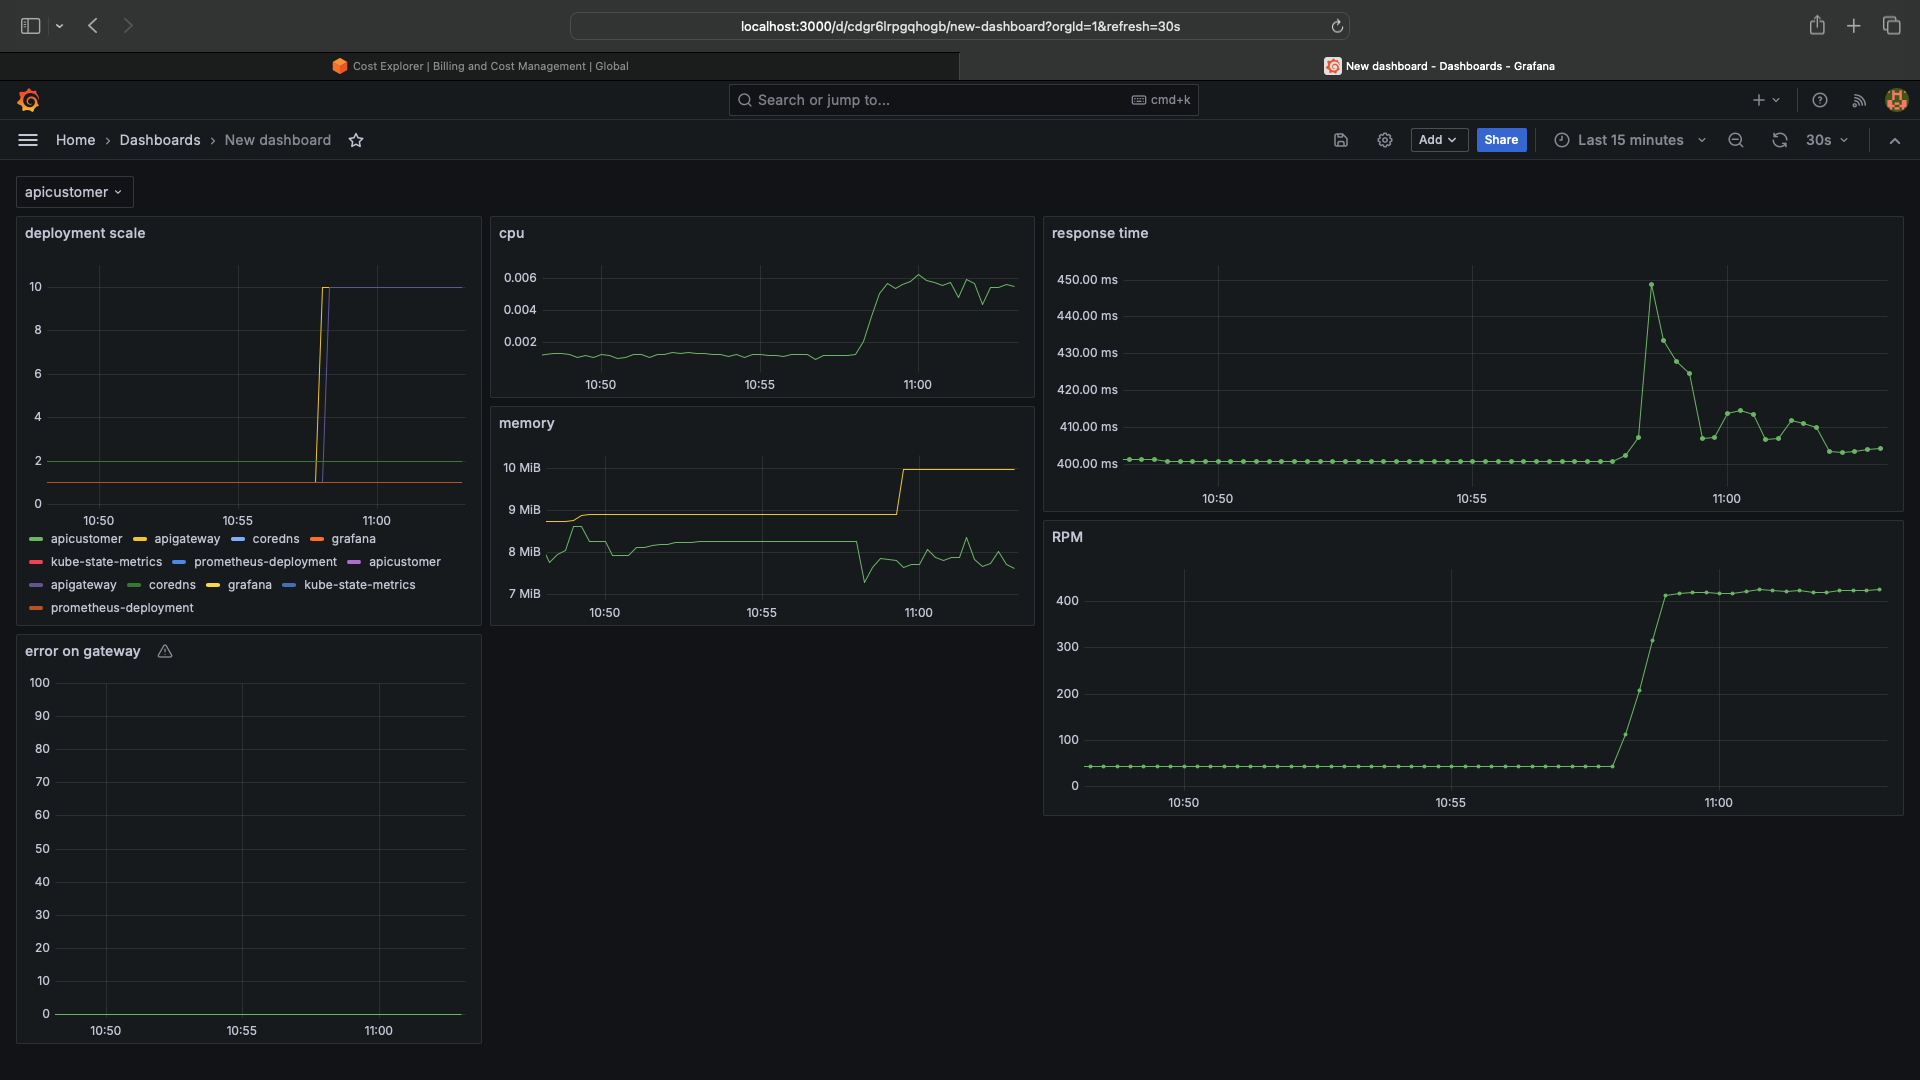 localhost:3000/d/cdgr6lrpgqhogb/new-dashboard?orgId=1&refresh=30s
Cost Explorer | Billing and Cost Management | Global
New dashboard - Dashboards - Grafana
Search or jump to...
cmd+k
Home › Dashboards › New dashboard
Add
Share
Last 15 minutes
30s
apicustomer
deployment scale
10
8
6
4
2
0
10:50 10:55 11:00
apicustomer apigateway coredns grafana
kube-state-metrics prometheus-deployment apicustomer
apigateway coredns grafana kube-state-metrics
prometheus-deployment
cpu
0.006
0.004
0.002
10:50 10:55 11:00
memory
10 MiB
9 MiB
8 MiB
7 MiB
10:50 10:55 11:00
response time
450.00 ms
440.00 ms
430.00 ms
420.00 ms
410.00 ms
400.00 ms
10:50 10:55 11:00
RPM
400
300
200
100
0
10:50 10:55 11:00
error on gateway
100
90
80
70
60
50
40
30
20
10
0
10:50 10:55 11:00